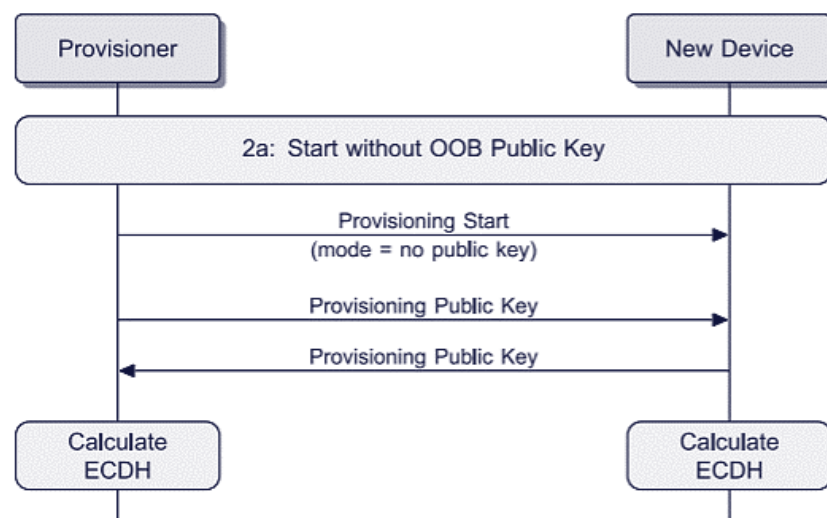 Provisioner
New Device
2a: Start without OOB Public Key
Provisioning Start
(mode = no public key)
Provisioning Public Key
Provisioning Public Key
Calculate
ECDH
Calculate
ECDH